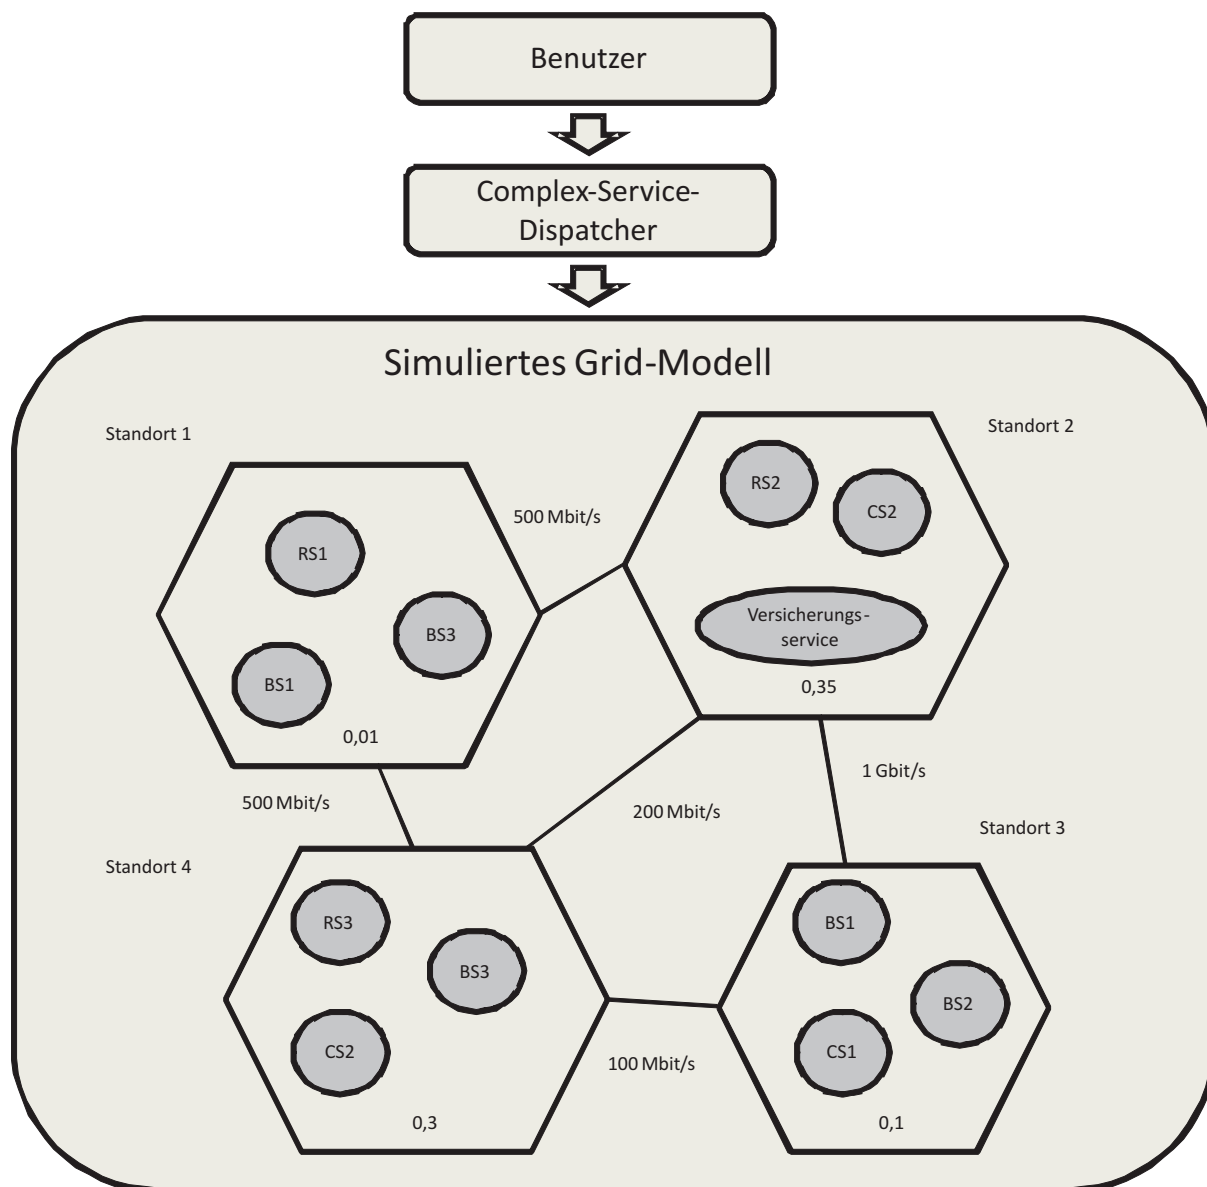 Benutzer
Complex-Service-
Dispatcher
Simuliertes Grid-Modell
Standort 1
Standort 2
RS2
CS2
500 Mbit/s
RS1
BS3
BS1
Versicherungs-
service
0,35
0,01
500 Mbit/s
200 Mbit/s
1 Gbit/s
Standort 4
Standort 3
RS3
BS3
CS2
BS1
BS2
CS1
100 Mbit/s
0,3
0,1